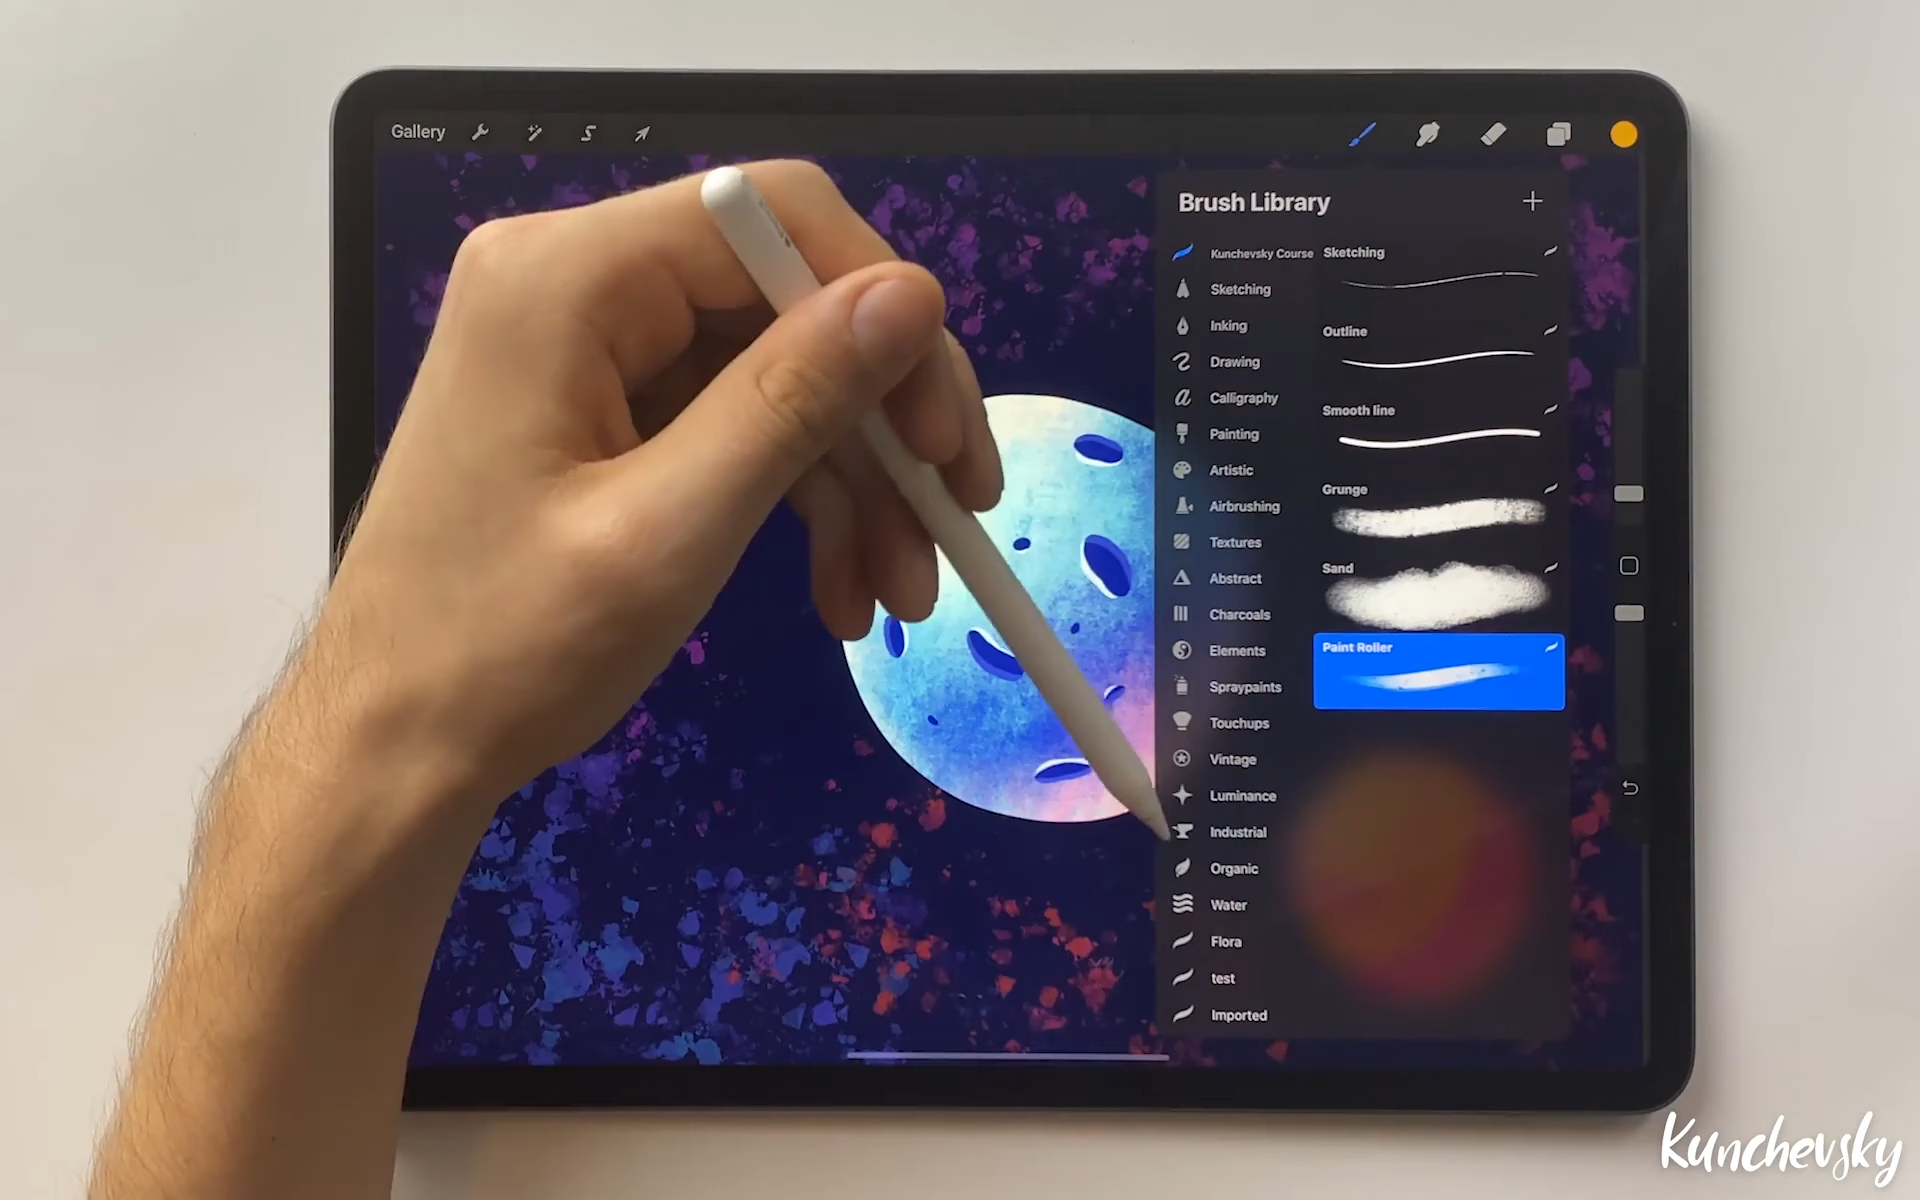 Gallery
Brush Library
Kunchevsky Course
Sketching
Inking
Drawing
Calligraphy
Painting
Artistic
Airbrushing
Textures
Abstract
Charcoals
Elements
Spraypaints
Touchups
Vintage
Luminance
Industrial
Organic
Water
Flora
test
Imported
Sketching
Outline
Smooth line
Grunge
Sand
Paint Roller
Kunchevsky